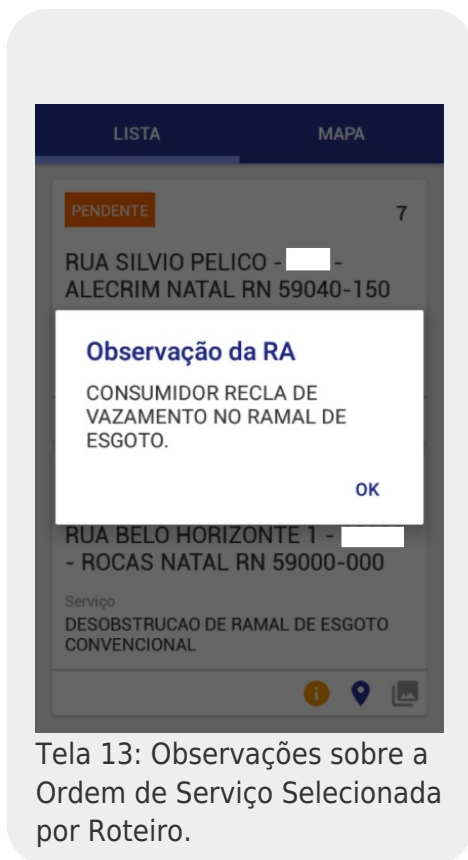 LISTA MAPA
PENDENTE 7
RUA SILVIO PELICO - -
ALECRIM NATAL RN 59040-150
Observação da RA
CONSUMIDOR RECLA DE
VAZAMENTO NO RAMAL DE
ESGOTO.
OK
RUA BELO HORIZONTE 1 -
- ROCAS NATAL RN 59000-000
Serviço
DESOBSTRUCAO DE RAMAL DE ESGOTO
CONVENCIONAL
Tela 13: Observações sobre a
Ordem de Serviço Selecionada
por Roteiro.